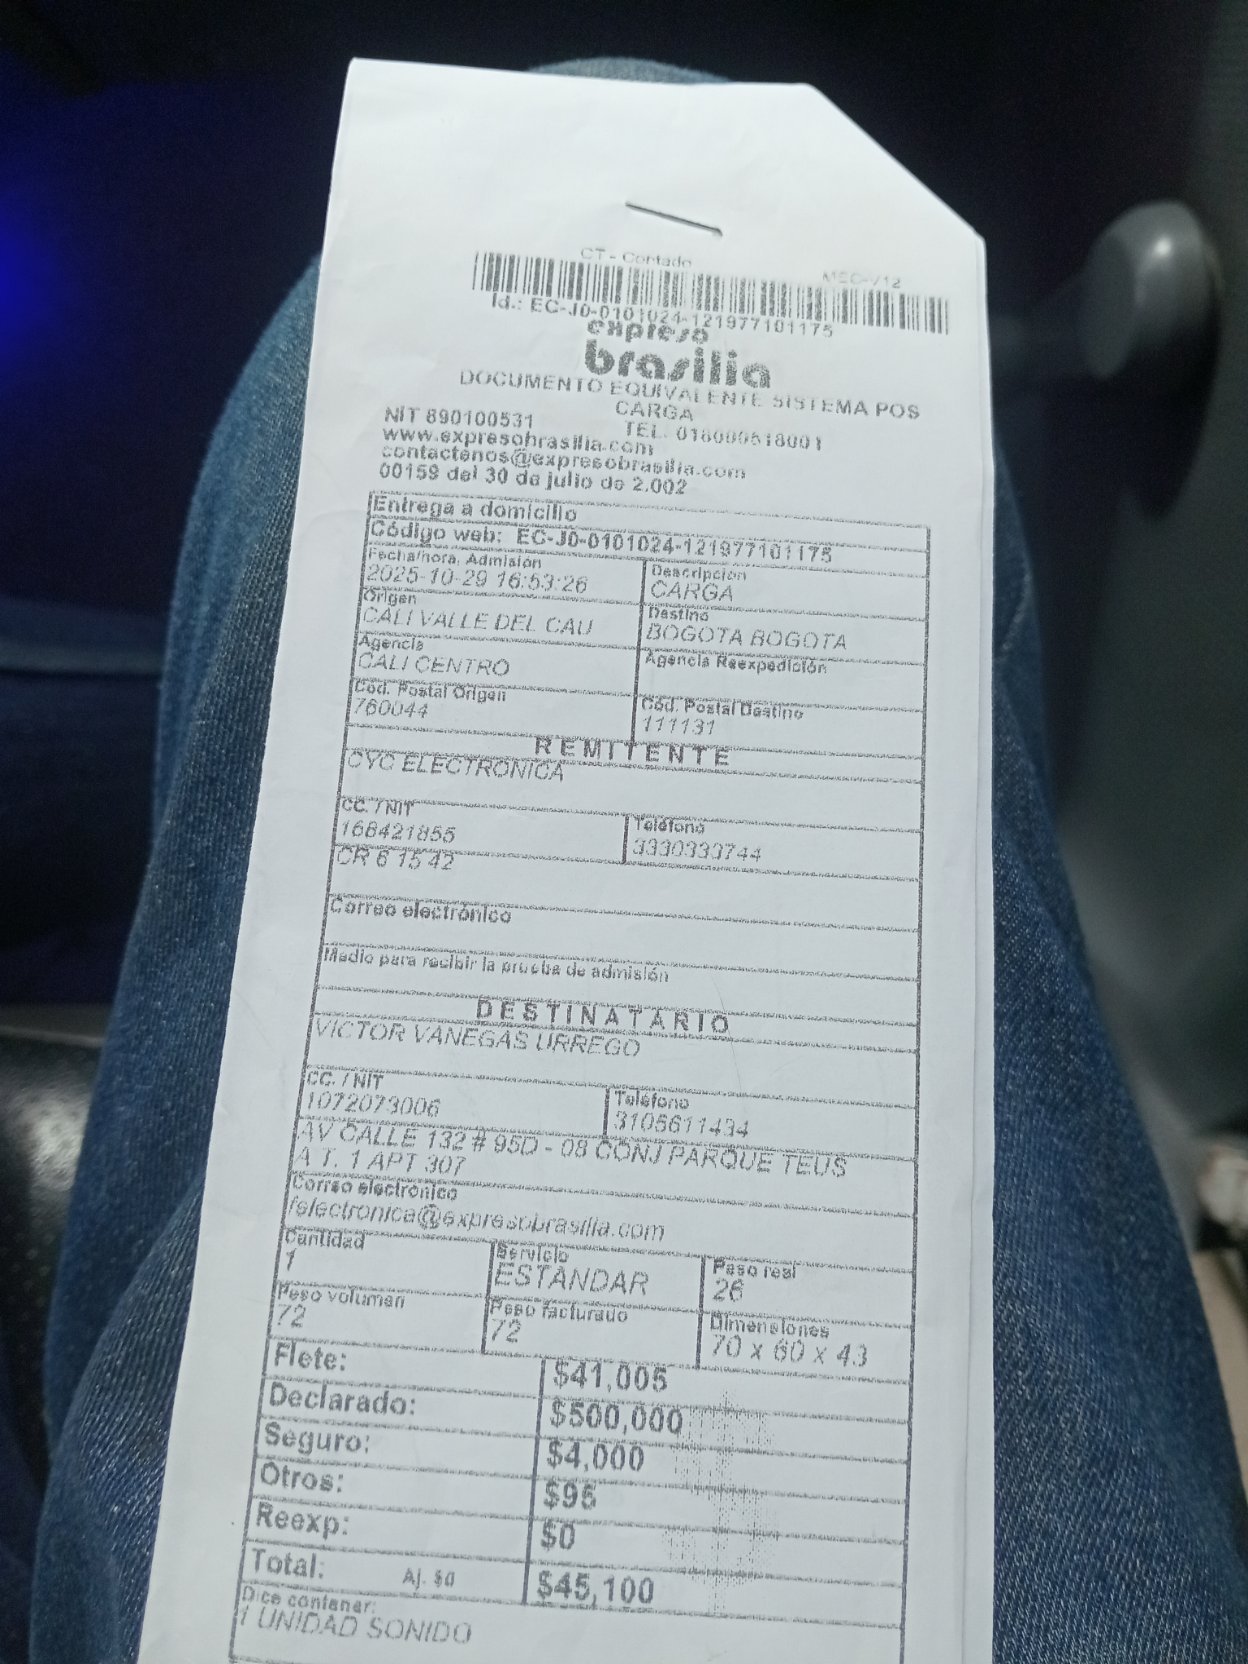 CT - Contado
MEC-V12
Id.: EC-J0-0101024-121977101175
expreso
brasilia
DOCUMENTO EQUIVALENTE SISTEMA POS
CARGA
NIT 890100531 TEL. 018000518001
www.expresobrasilia.com
contactenos@expresobrasilia.com
00159 del 30 de julio de 2.002
Entrega a domicilio
Código web: EC-J0-0101024-121977101175
Fecha/hora, Admisión Descripcion
2025-10-29 16:53:26 CARGA
Origen Destino
CALI VALLE DEL CAU BOGOTA BOGOTA
Agencia Agencia Reexpedición
CALI CENTRO
Cód. Postal Origen Cód. Postal Destino
760044 111131
REMITENTE
CYC ELECTRONICA
CC. / NIT Teléfono
168421855 3330333744
CR 6 15 42
Correo electrónico
Medio para recibir la prueba de admisión
DESTINATARIO
VICTOR VANEGAS URREGO
CC. / NIT Teléfono
1072073006 3105611434
AV CALLE 132 # 95D - 08 CONJ PARQUE TEUS
A T. 1 APT 307
Correo electrónico
felectronica@expresobrasilia.com
Cantidad Servicio Peso real
1 ESTANDAR 26
Peso volumen Peso facturado Dimensiones
72 72 70 x 60 x 43
Flete: $41,005
Declarado: $500,000
Seguro: $4,000
Otros: $95
Reexp: $0
Total: Aj. $0 $45,100
Dice contener:
1 UNIDAD SONIDO